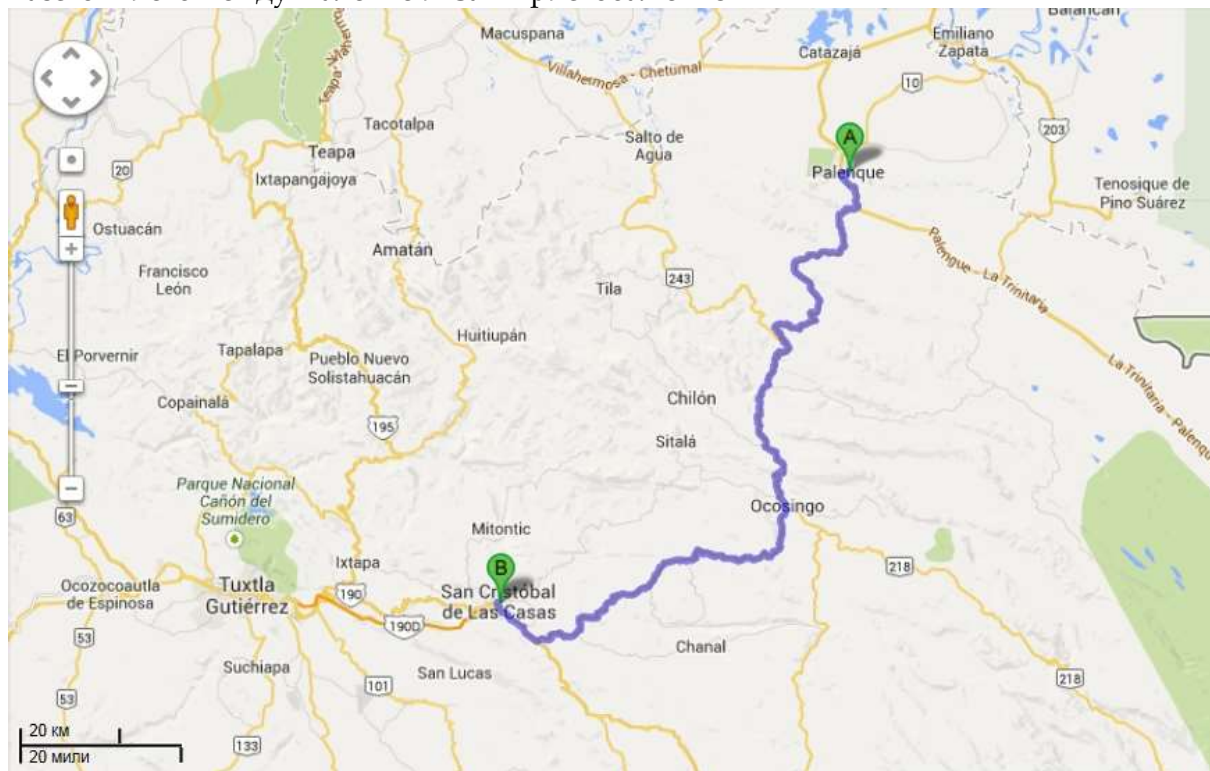 Macuspana
Villahermosa - Chetumal
Catazajá
Emiliano
Zapata
Balancán
Teapa
10
A
Tacotalpa
Salto de
Agua
203
Teapa
Palenque
20
Ixtapangajoya
Tenosique de
Pino Suárez
Ostuacán
Amatán
Palenque - La Trinitaria
Francisco
León
Tila
243
Huitiupán
El Porvernir
Tapalapa
Pueblo Nuevo
Solistahuacán
La Trinitaria - Palenque
Copainalá
Chilón
195
Sitalá
Parque Nacional
Cañón del
Sumidero
Ocosingo
63
Mitontic
Ixtapa
B
218
Ocozocoautla
de Espinosa
Tuxtla
Gutiérrez
190
San Cristóbal
de Las Casas
190D
53
Chanal
Suchiapa
San Lucas
218
101
53
20 км
133
20 мили